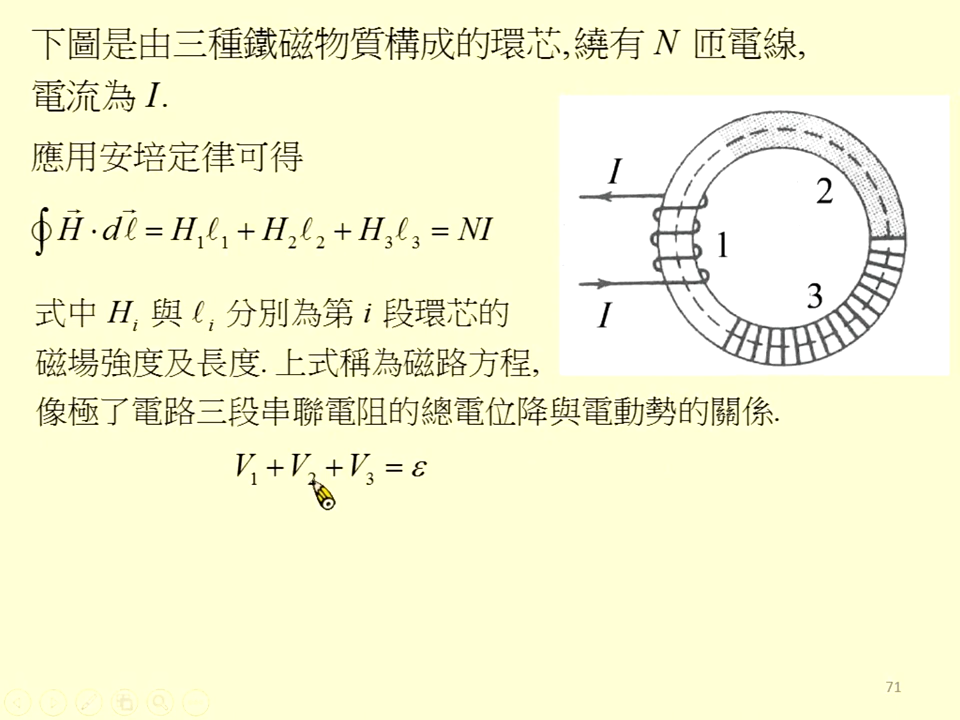 下圖是由三種鐵磁物質構成的環芯,繞有 N 匝電線,
電流為 I.
應用安培定律可得
∮H⃗·dℓ⃗ = H₁ℓ₁ + H₂ℓ₂ + H₃ℓ₃ = NI
式中 Hᵢ 與 ℓᵢ 分別為第 i 段環芯的
磁場強度及長度. 上式稱為磁路方程,
像極了電路三段串聯電阻的總電位降與電動勢的關係.
V₁ + V₂ + V₃ = ε
I
2
1
3
I
71